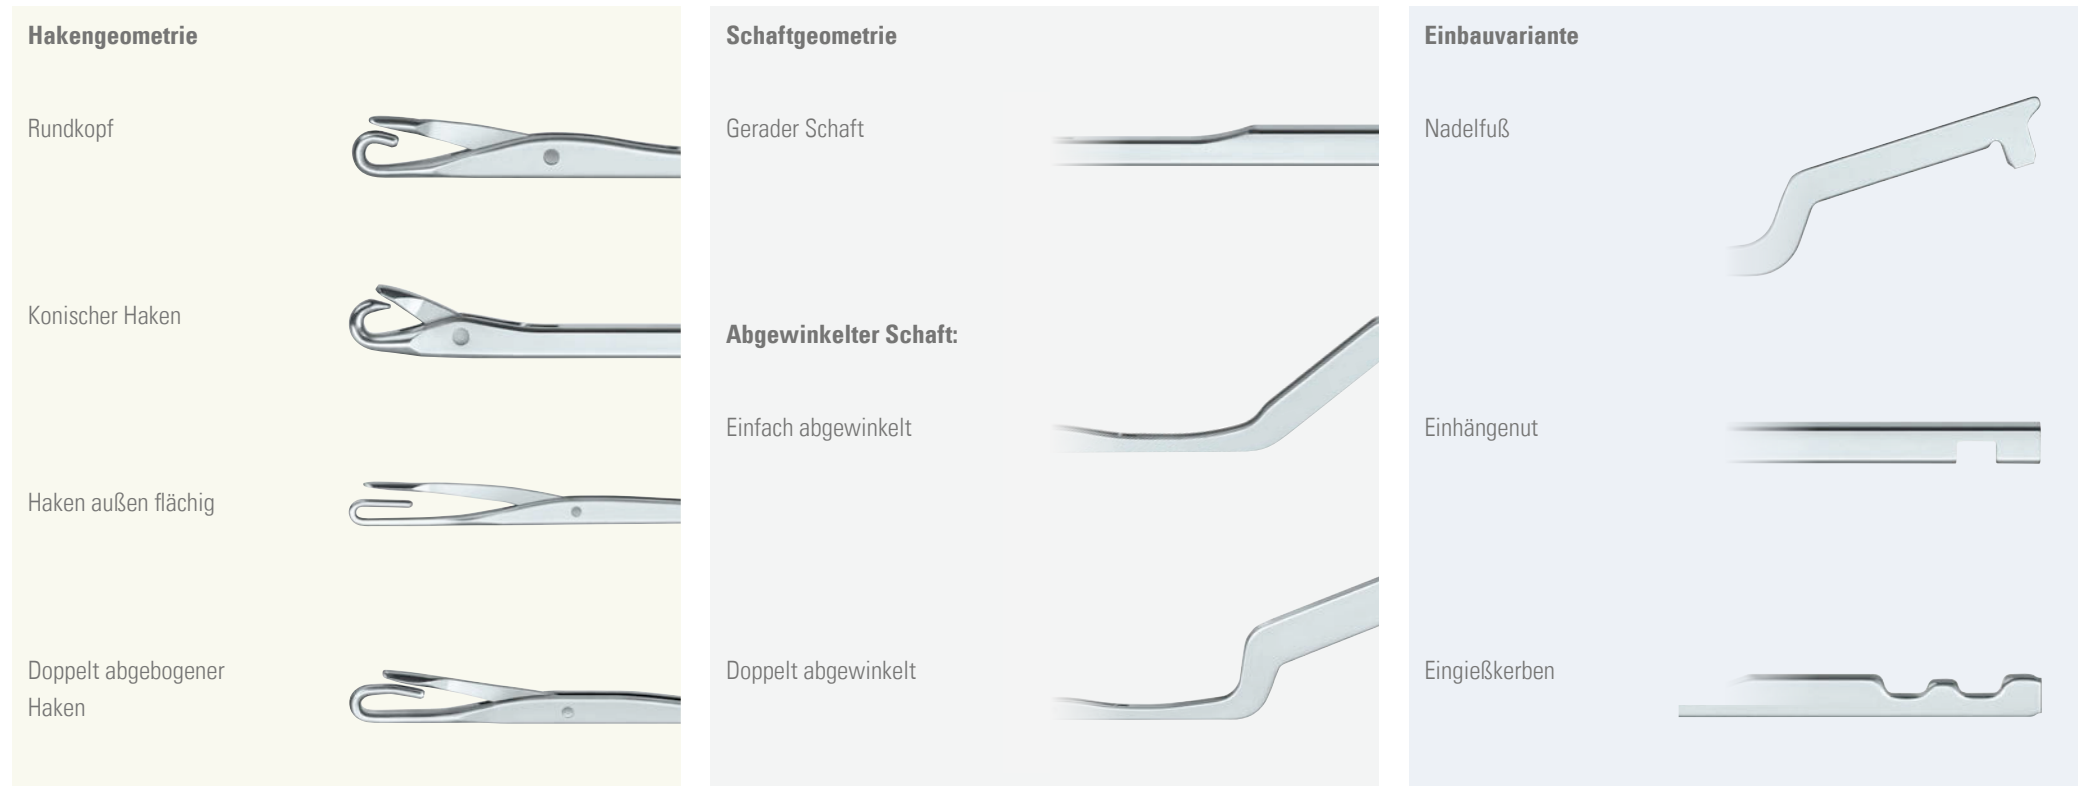 Hakengeometrie
Rundkopf
Konischer Haken
Haken außen flächig
Doppelt abgebogener
Haken
Schaftgeometrie
Gerader Schaft
Abgewinkelter Schaft:
Einfach abgewinkelt
Doppelt abgewinkelt
Einbauvariante
Nadelfuß
Einhängenut
Eingießkerben